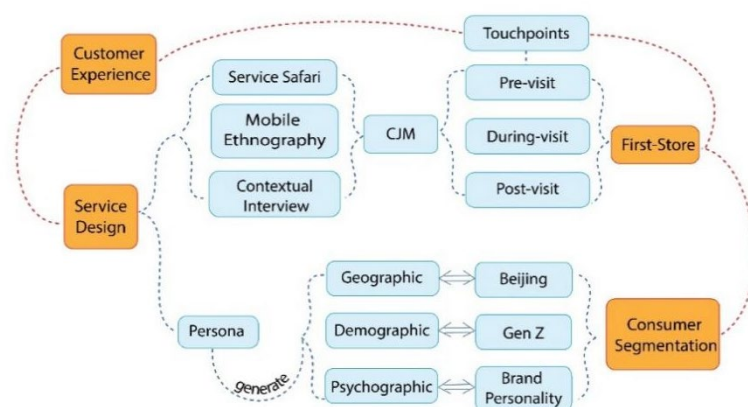 Touchpoints
Customer
Experience
Service Safari
Pre-visit
Mobile
Ethnography
CJM
During-visit
First-Store
Contextual
Interview
Post-visit
Service
Design
Geographic
Beijing
Persona
Demographic
Gen Z
Consumer
Segmentation
generate
Psychographic
Brand
Personality